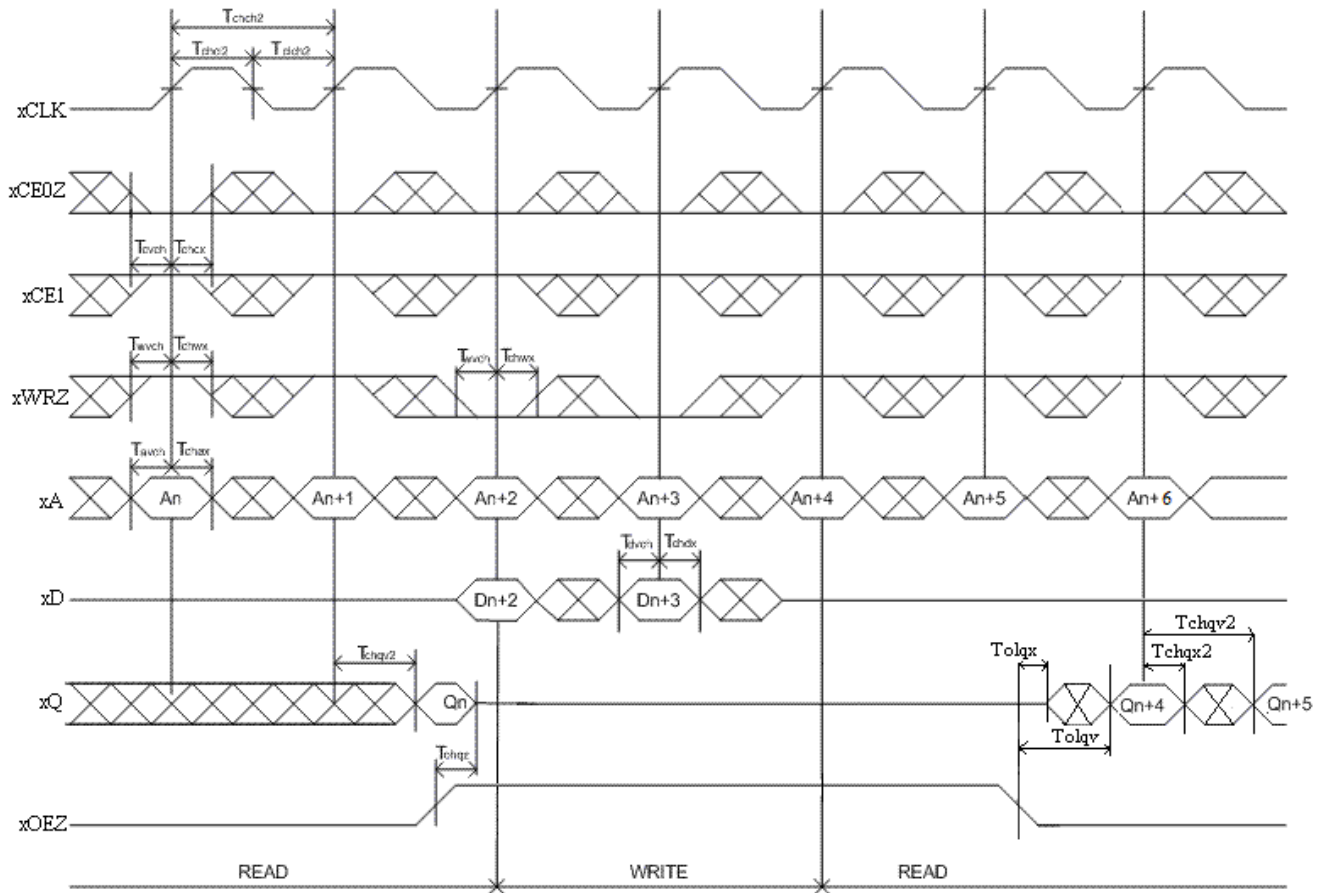 Tchch2
Tchcl2 Tclch2
xCLK
xCE0Z
Tcvch Tchcx
xCE1
Twvch Tchwx Twvch Tchwx
xWRZ
Tavch Tchax
xA An An+1 An+2 An+3 An+4 An+5 An+6
Tdvch Tchdx
xD Dn+2 Dn+3
Tchqv2
Tchqv2 Tolqx Tchqx2
xQ Qn Qn+4 Qn+5
Tolqv
xOEZ
READ WRITE READ